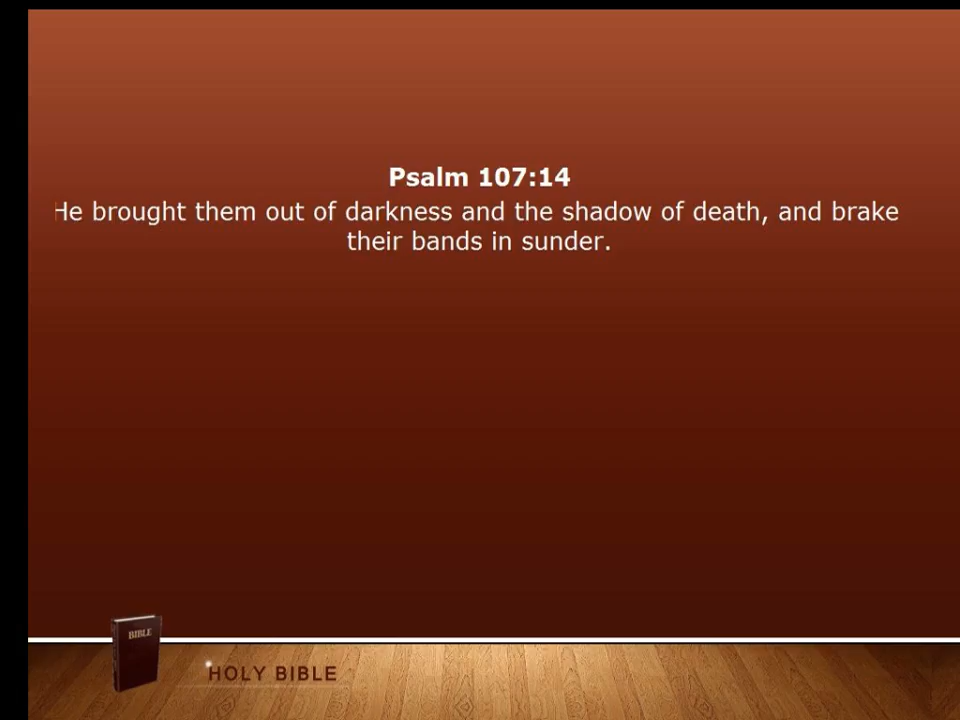 Psalm 107:14
He brought them out of darkness and the shadow of death, and brake
their bands in sunder.
BIBLE
HOLY BIBLE